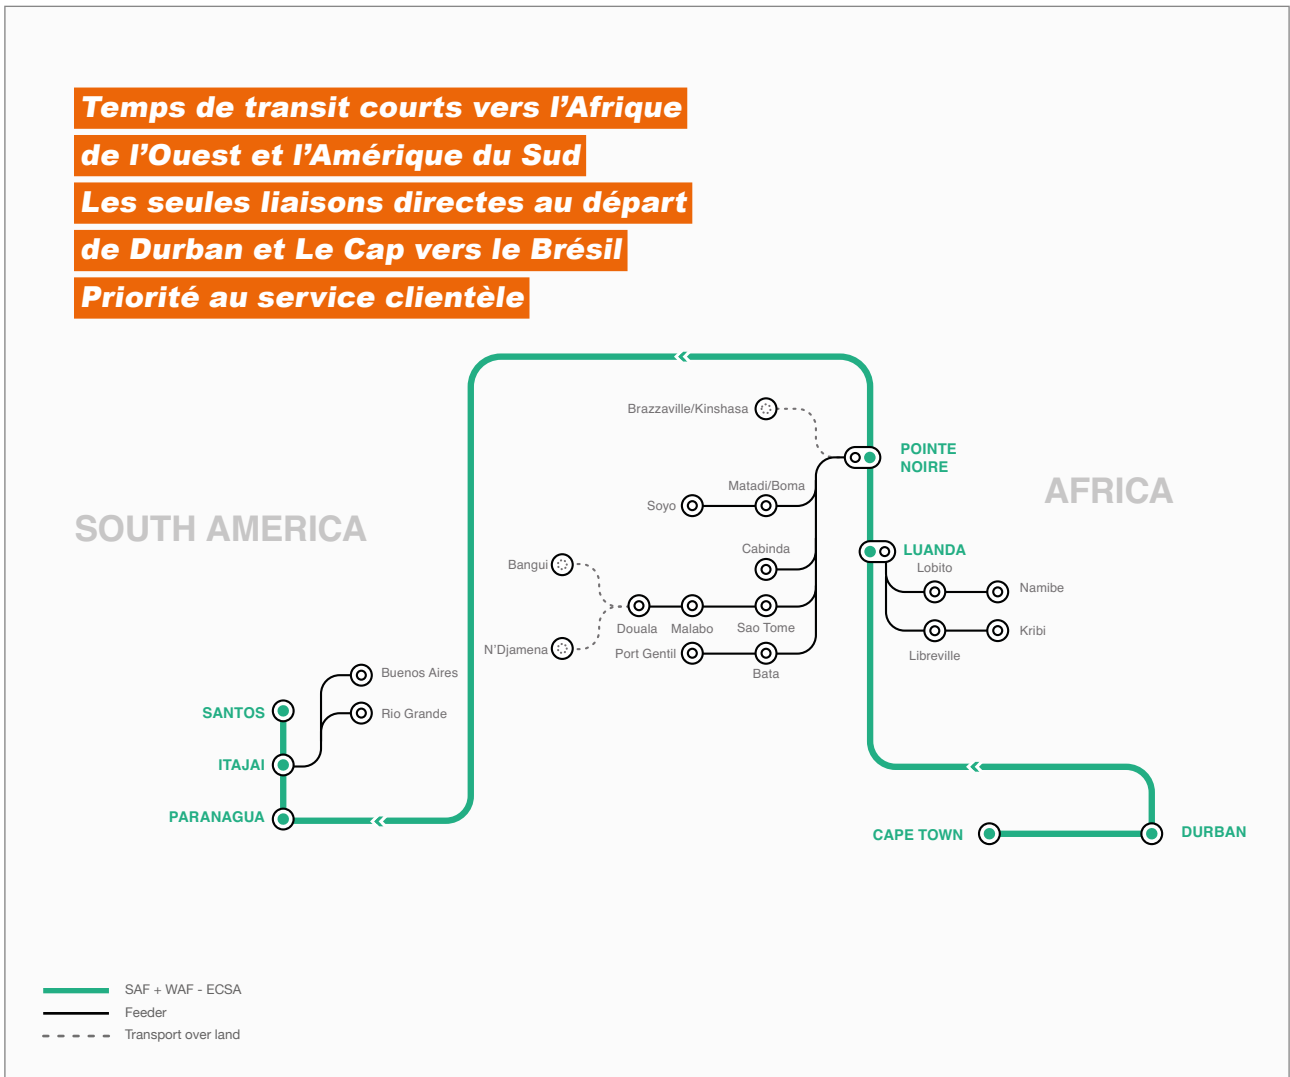 Temps de transit courts vers l’Afrique
de l’Ouest et l’Amérique du Sud
Les seules liaisons directes au départ
de Durban et Le Cap vers le Brésil
Priorité au service clientèle
Brazzaville/Kinshasa
POINTE
NOIRE
AFRICA
Matadi/Boma
Soyo
SOUTH AMERICA
Cabinda
LUANDA
Lobito
Bangui
Namibe
Douala
Malabo
Sao Tome
Kribi
N’Djamena
Port Gentil
Libreville
Bata
Buenos Aires
SANTOS
Rio Grande
ITAJAI
PARANAGUA
CAPE TOWN
DURBAN
SAF + WAF - ECSA
Feeder
Transport over land